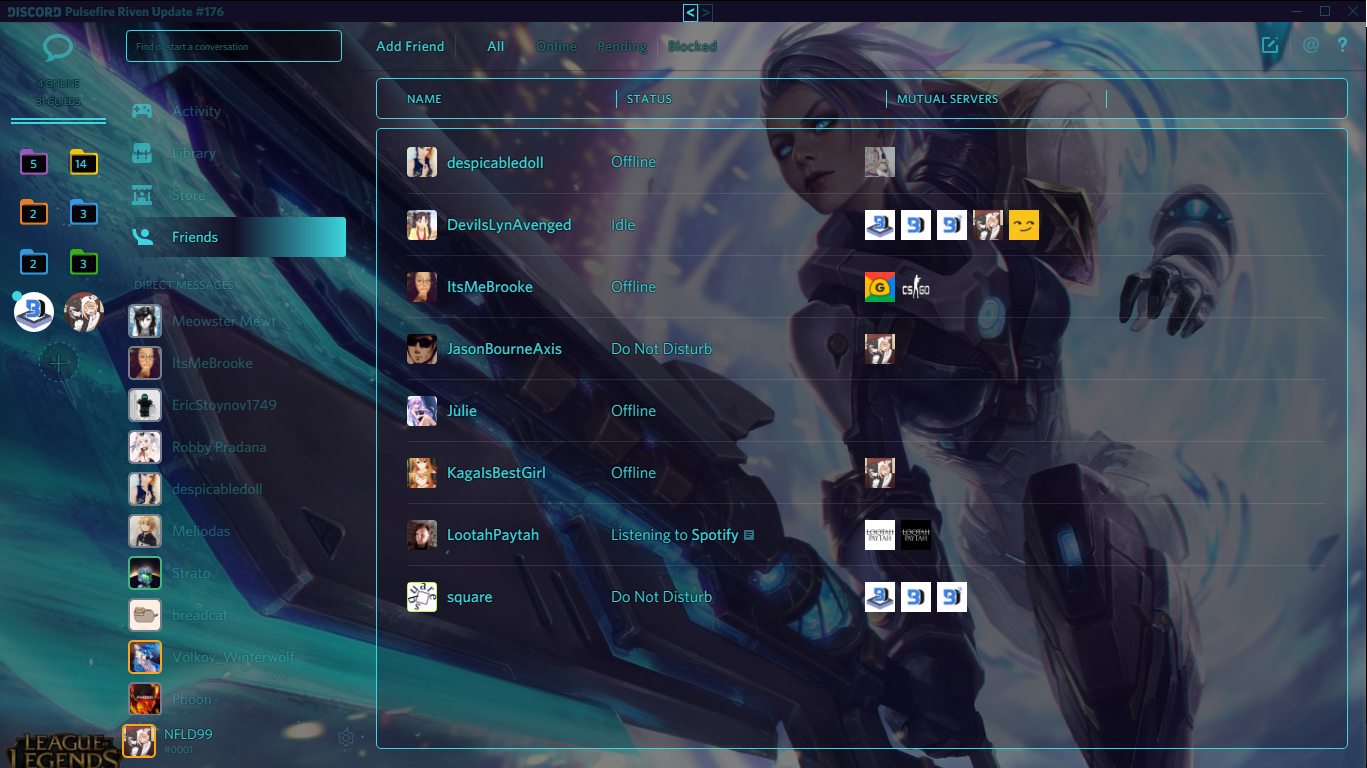 DISCORD Pulsefire Riven Update #176
< >
Find or start a conversation
4 ONLINE
31 GUILDS
5
14
2
3
2
3
Activity
Library
Store
Friends
DIRECT MESSAGES
Meowster Mewt
ItsMeBrooke
EricStoynov1749
Robby Pradana
despicabledoll
Meliodas
Strato
breadcat
Volkov_Winterwolf
Phoon
NFLD99
#0001
LEAGUE OF
LEGENDS
Add Friend All Online Pending Blocked
@ ?
NAME STATUS MUTUAL SERVERS
despicabledoll Offline
DevilsLynAvenged Idle
ItsMeBrooke Offline G CS GO
JasonBourneAxis Do Not Disturb
Jùlie Offline
KagaIsBestGirl Offline
LootahPaytah Listening to Spotify LOOTAH PAYTAH LOOTAH PAYTAH
square Do Not Disturb